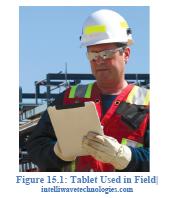 Figure 15.1: Tablet Used in Field
intelliwavetechnologies.com